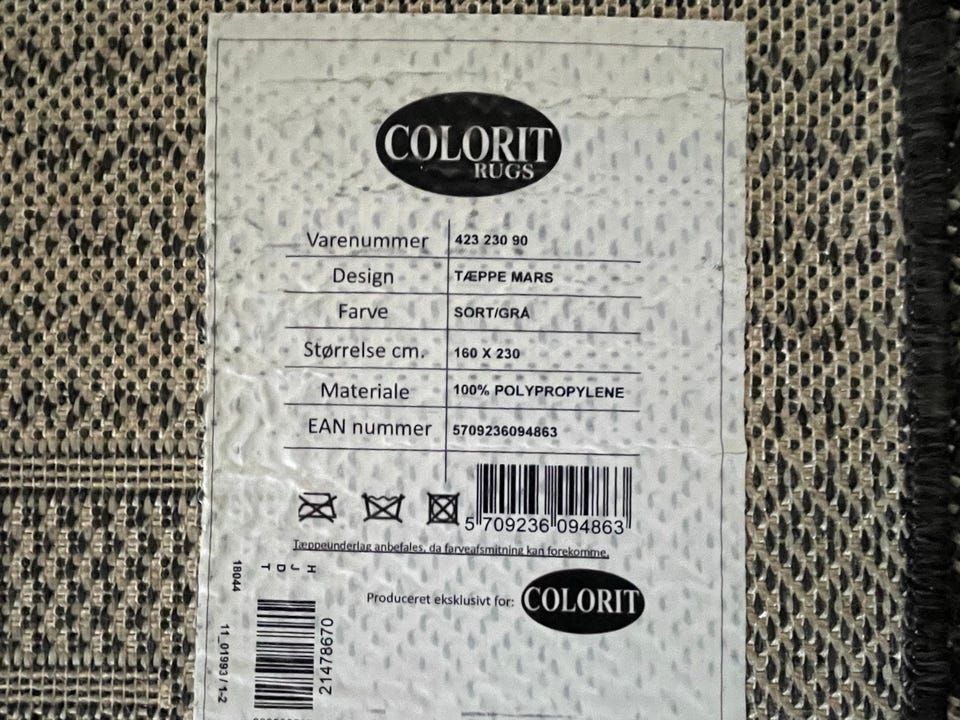 COLORIT
RUGS
Varenummer 423 230 90
Design TÆPPE MARS
Farve SORT/GRÅ
Størrelse cm. 160 X 230
Materiale 100% POLYPROPYLENE
EAN nummer 5709236094863
5 709236 094863
Tæppeunderlag anbefales, da farveafsmitning kan forekomme.
Produceret eksklusivt for: COLORIT
H J D T
18044
11_01993 / 1-2
21478670